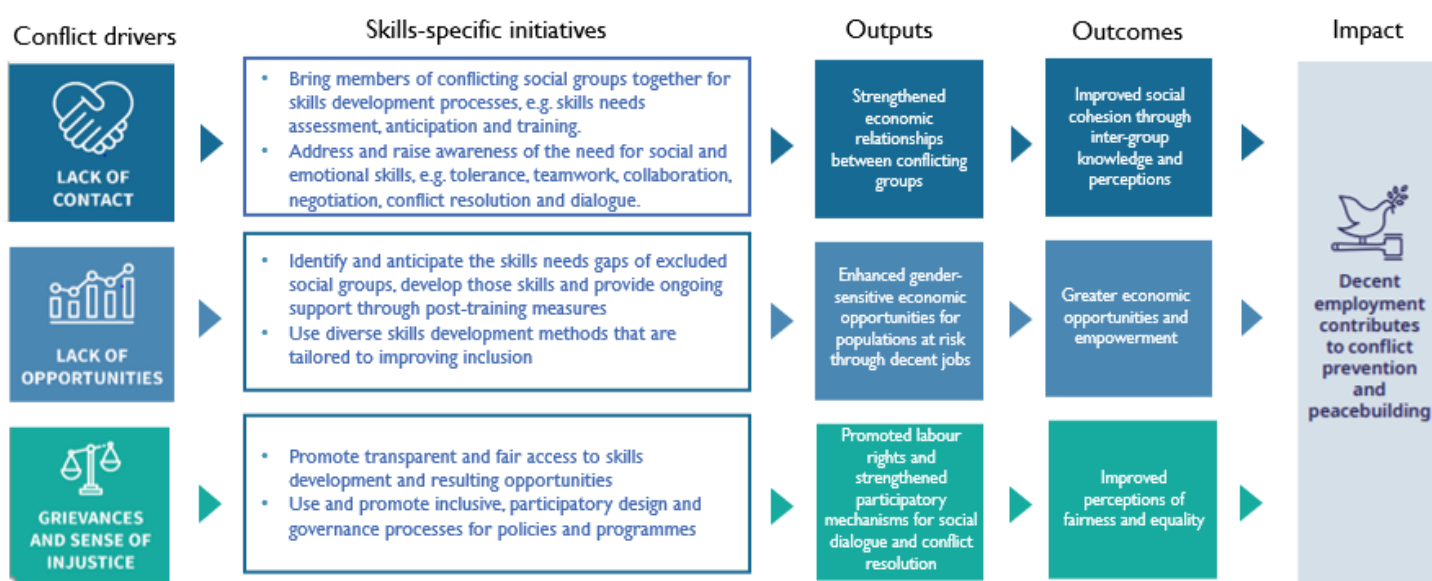 Conflict drivers
Skills-specific initiatives
Outputs
Outcomes
Impact
LACK OF
CONTACT
• Bring members of conflicting social groups together for
skills development processes, e.g. skills needs
assessment, anticipation and training.
• Address and raise awareness of the need for social and
emotional skills, e.g. tolerance, teamwork, collaboration,
negotiation, conflict resolution and dialogue.
Strengthened
economic
relationships
between conflicting
groups
Improved social
cohesion through
inter-group
knowledge and
perceptions
LACK OF
OPPORTUNITIES
• Identify and anticipate the skills needs gaps of excluded
social groups, develop those skills and provide ongoing
support through post-training measures
• Use diverse skills development methods that are
tailored to improving inclusion
Enhanced gender-
sensitive economic
opportunities for
populations at risk
through decent jobs
Greater economic
opportunities and
empowerment
GRIEVANCES
AND SENSE OF
INJUSTICE
• Promote transparent and fair access to skills
development and resulting opportunities
• Use and promote inclusive, participatory design and
governance processes for policies and programmes
Promoted labour
rights and
strengthened
participatory
mechanisms for social
dialogue and conflict
resolution
Improved
perceptions of
fairness and equality
Decent
employment
contributes
to conflict
prevention
and
peacebuilding